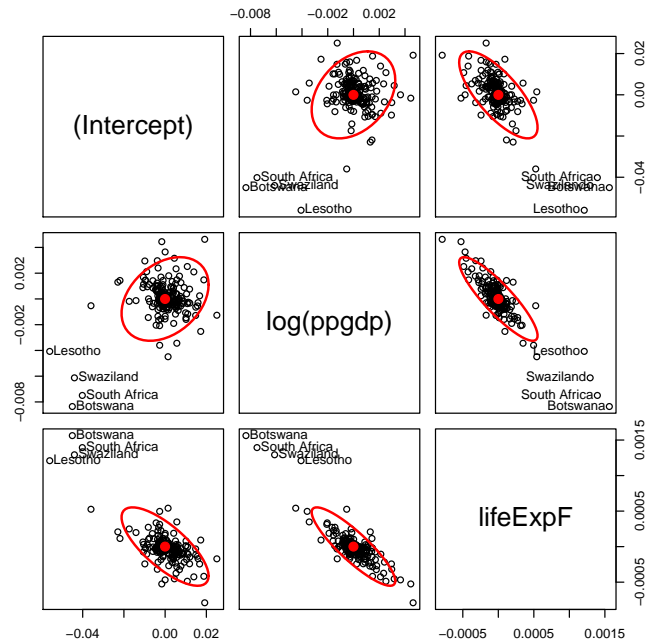 −0.008 −0.002 0.002
(Intercept)
South Africa
Botswana
Swaziland
Lesotho
South Africa
Swaziland
Botswana
Lesotho
0.02
0.00
−0.04
0.002
−0.002
−0.008
Lesotho
Swaziland
South Africa
Botswana
log(ppgdp)
Lesotho
Swaziland
South Africa
Botswana
Botswana
South Africa
Swaziland
Lesotho
Botswana
South Africa
Swaziland
Lesotho
lifeExpF
0.0015
0.0005
−0.0005
−0.04 0.00 0.02
−0.0005 0.0005 0.0015